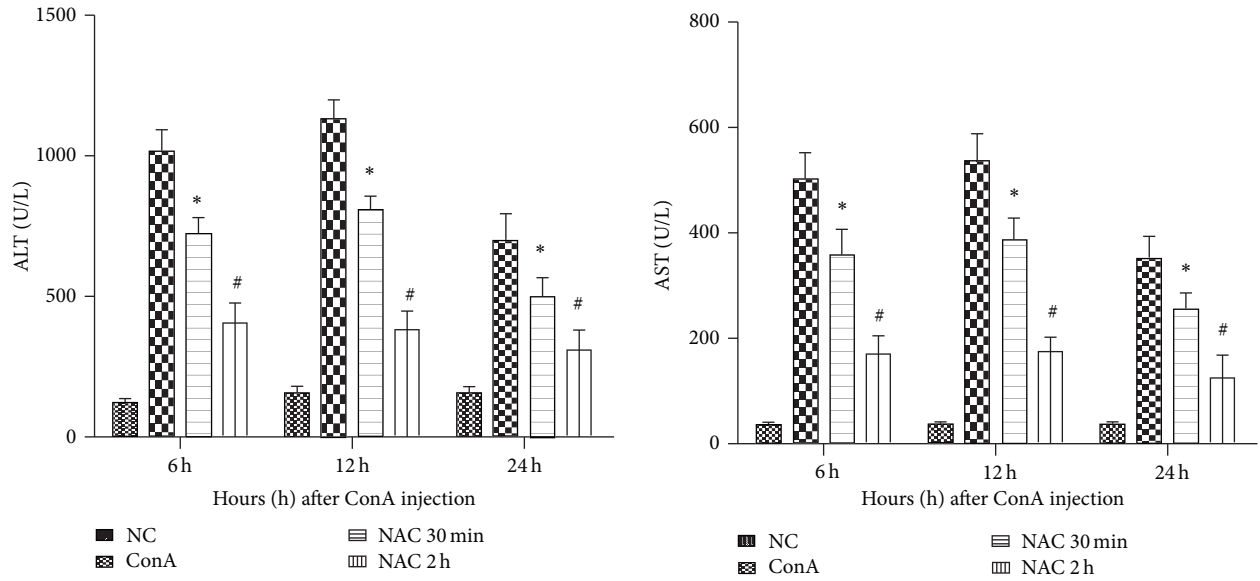 1500
1000
500
0
ALT (U/L)
*
#
*
#
*
#
6 h
12 h
24 h
Hours (h) after ConA injection
NC
ConA
NAC 30 min
NAC 2 h
800
600
400
200
0
AST (U/L)
*
#
*
#
*
#
6 h
12 h
24 h
Hours (h) after ConA injection
NC
ConA
NAC 30 min
NAC 2 h